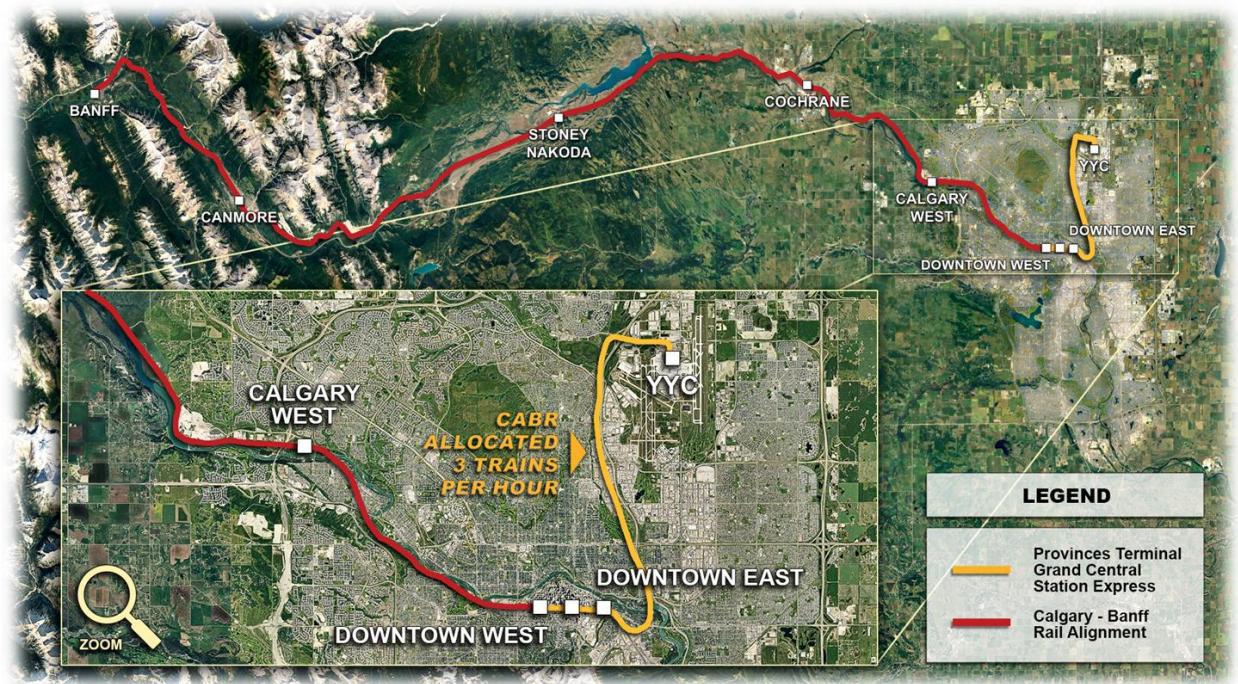 BANFF
CANMORE
STONEY
NAKODA
COCHRANE
CALGARY
WEST
YYC
DOWNTOWN EAST
DOWNTOWN WEST
CALGARY
WEST
YYC
CABR
ALLOCATED
3 TRAINS
PER HOUR
DOWNTOWN EAST
DOWNTOWN WEST
ZOOM
LEGEND
Provinces Terminal
Grand Central
Station Express
Calgary - Banff
Rail Alignment